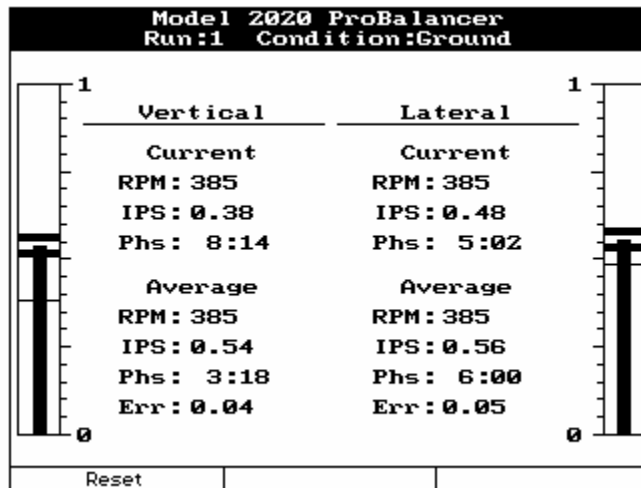 Model 2020 ProBalancer
Run:1 Condition:Ground
1 1
Vertical Lateral
Current Current
RPM:385 RPM:385
IPS:0.38 IPS:0.48
Phs: 8:14 Phs: 5:02
Average Average
RPM:385 RPM:385
IPS:0.54 IPS:0.56
Phs: 3:18 Phs: 6:00
Err:0.04 Err:0.05
0 0
Reset